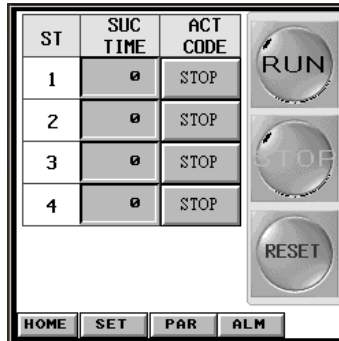 ST SUC TIME ACT CODE
1 0 STOP
2 0 STOP
3 0 STOP
4 0 STOP
RUN
STOP
RESET
HOME SET PAR ALM